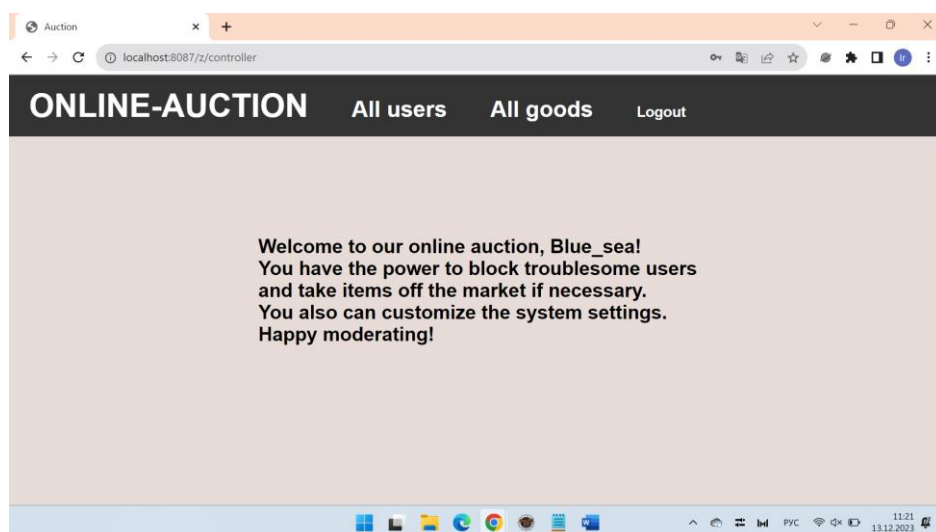 Auction
localhost:8087/z/controller
Ir
ONLINE-AUCTION All users All goods Logout
Welcome to our online auction, Blue_sea!
You have the power to block troublesome users
and take items off the market if necessary.
You also can customize the system settings.
Happy moderating!
РУС
11:21
13.12.2023